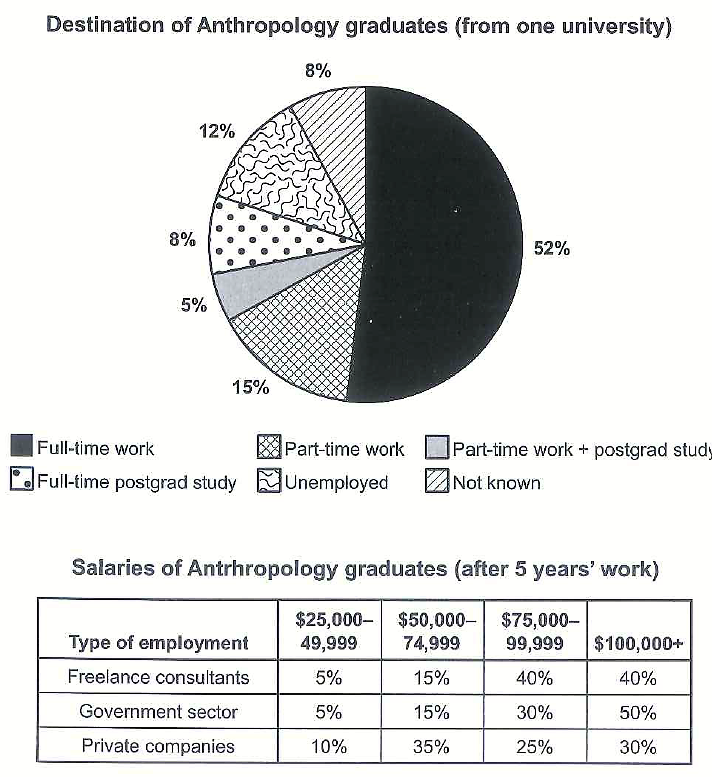 Destination of Anthropology graduates (from one university)
8%
12%
52%
8%
5%
15%
Full-time work
Part-time work
Part-time work + postgrad study
Full-time postgrad study
Unemployed
Not known
Salaries of Antrhropology graduates (after 5 years' work)
Type of employment
$25,000–
49,999
$50,000–
74,999
$75,000–
99,999
$100,000+
Freelance consultants 5% 15% 40% 40%
Government sector 5% 15% 30% 50%
Private companies 10% 35% 25% 30%